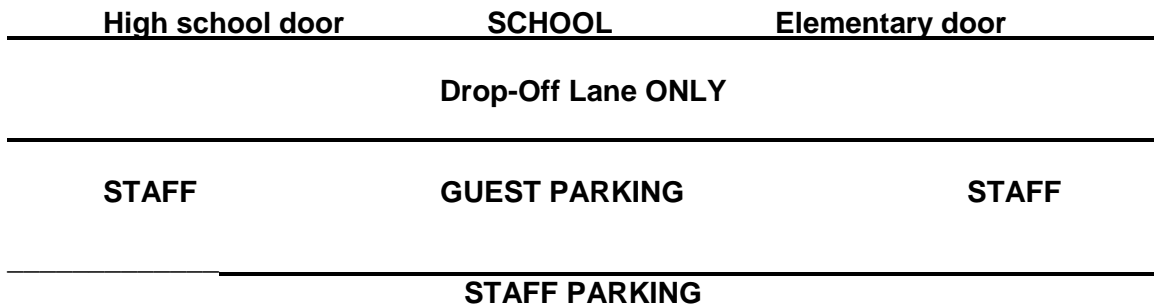 High school door SCHOOL Elementary door
Drop-Off Lane ONLY
STAFF GUEST PARKING STAFF
STAFF PARKING